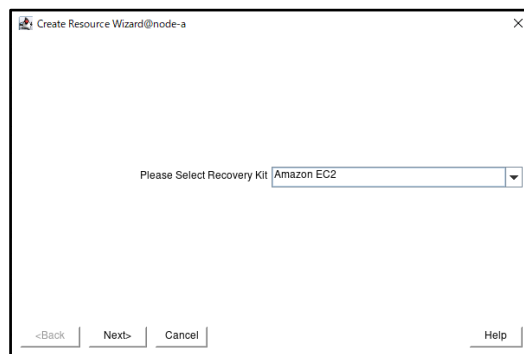 Create Resource Wizard@node-a
Please Select Recovery Kit Amazon EC2
<Back Next> Cancel Help